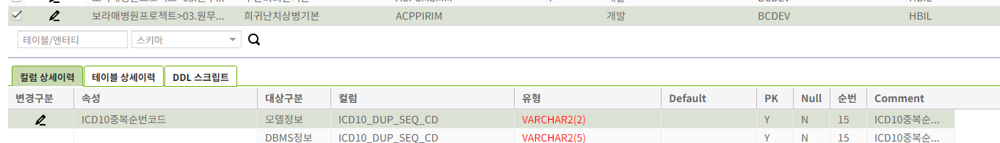 보라매병원프로젝트>03.원무... 희귀난치상병기본 ACPPIRIM 개발 BCDEV HBIL
테이블/엔터티 스키마
컬럼 상세이력 테이블 상세이력 DDL 스크립트
변경구분 속성 대상구분 컬럼 유형 Default PK Null 순번 Comment
ICD10중복순번코드 모델정보 ICD10_DUP_SEQ_CD VARCHAR2(2) Y N 15 ICD10중복순...
DBMS정보 ICD10_DUP_SEQ_CD VARCHAR2(5) Y N 15 ICD10중복순...